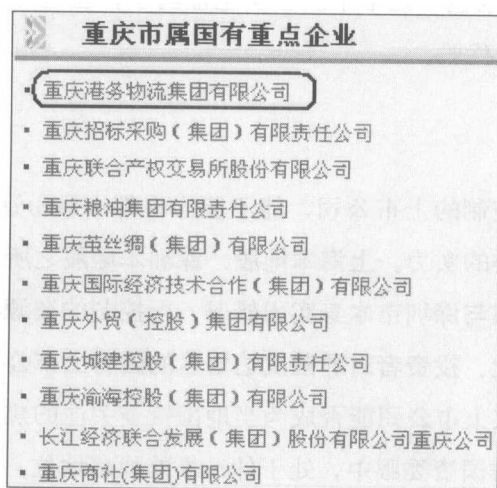 重庆市属国有重点企业
重庆港务物流集团有限公司
重庆招标采购（集团）有限责任公司
重庆联合产权交易所股份有限公司
重庆粮油集团有限责任公司
重庆茧丝绸（集团）有限公司
重庆国际经济技术合作（集团）有限公司
重庆外贸（控股）集团有限公司
重庆城建控股（集团）有限责任公司
重庆渝海控股（集团）有限公司
长江经济联合发展（集团）股份有限公司重庆公司
重庆商社(集团)有限公司